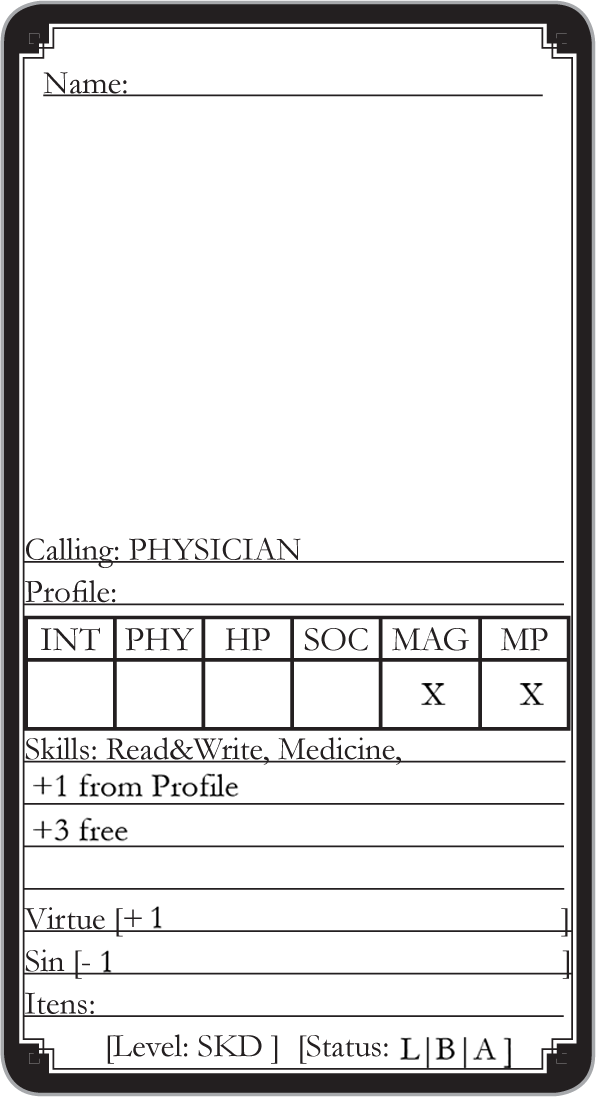 Name:
Calling: PHYSICIAN
Profile:
INT PHY HP SOC MAG MP
X X
Skills: Read&Write, Medicine,
+1 from Profile
+3 free
Virtue [+ 1 ]
Sin [- 1 ]
Itens:
[Level: SKD ] [Status: L|B|A ]